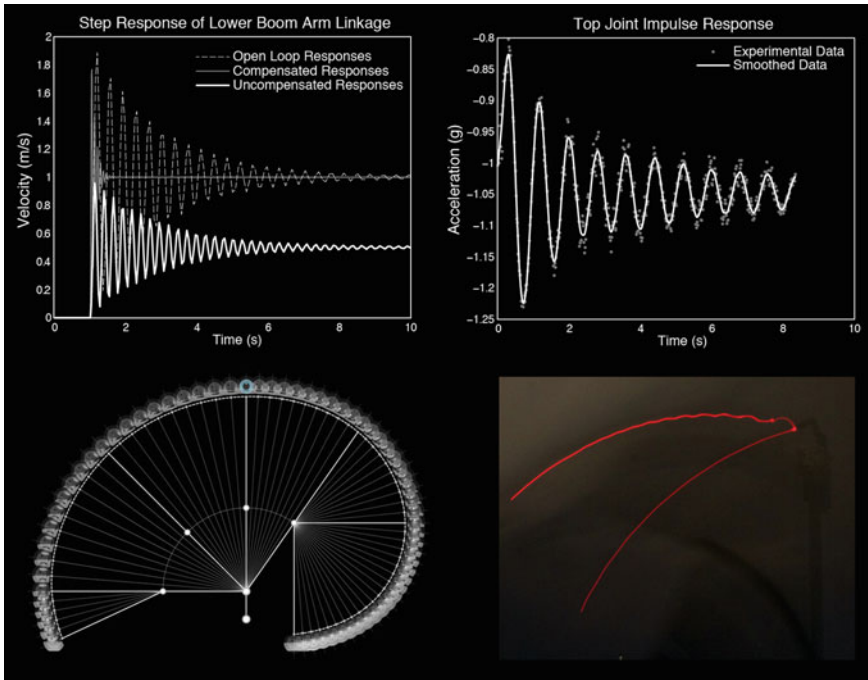 Step Response of Lower Boom Arm Linkage
2
1.8
1.6
1.4
1.2
1
0.8
0.6
0.4
0.2
0
Velocity (m/s)
Open Loop Responses
Compensated Responses
Uncompensated Responses
0 2 4 6 8 10
Time (s)
Top Joint Impulse Response
−0.8
−0.85
−0.9
−0.95
−1
−1.05
−1.1
−1.15
−1.2
−1.25
Acceleration (g)
Experimental Data
Smoothed Data
0 2 4 6 8 10
Time (s)